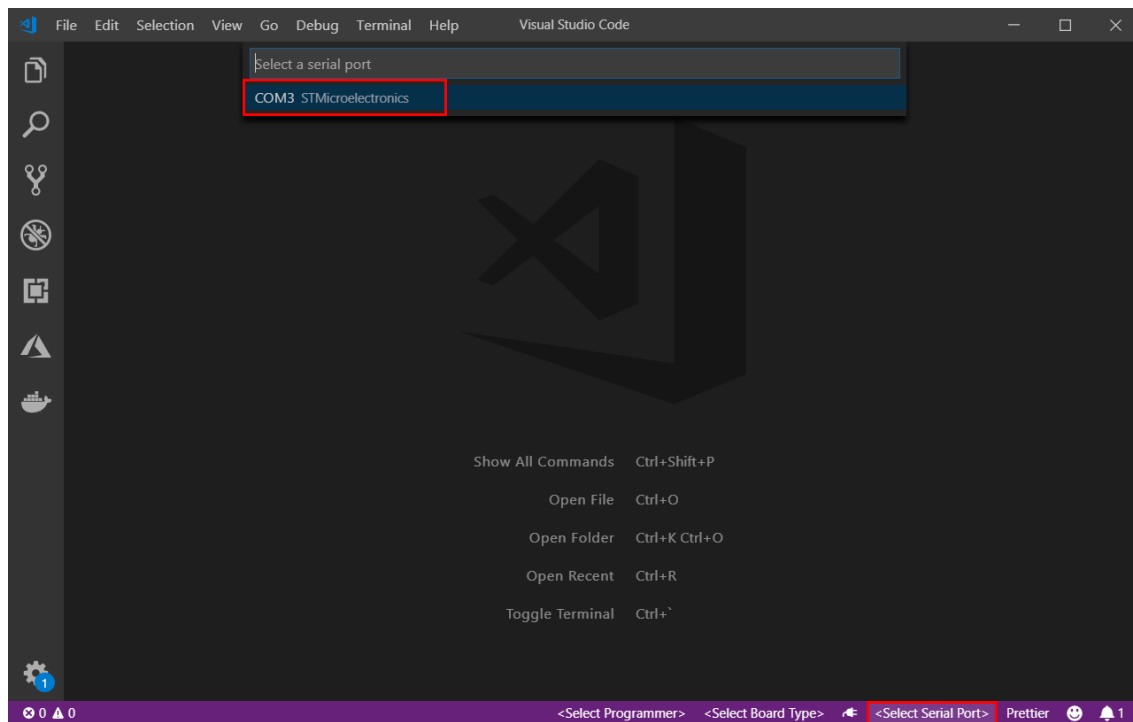 File Edit Selection View Go Debug Terminal Help Visual Studio Code
Select a serial port
COM3 STMicroelectronics
Show All Commands Ctrl+Shift+P
Open File Ctrl+O
Open Folder Ctrl+K Ctrl+O
Open Recent Ctrl+R
Toggle Terminal Ctrl+`
1
0 0 <Select Programmer> <Select Board Type> <Select Serial Port> Prettier 1